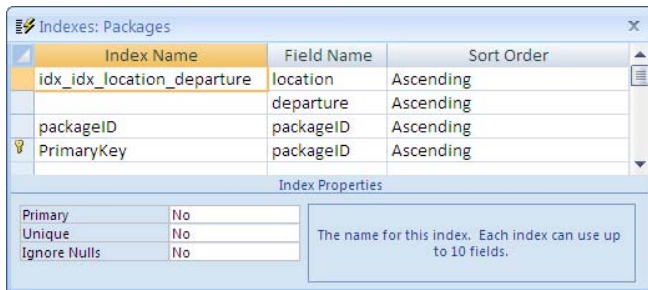 Indexes: Packages
Index Name Field Name Sort Order
idx_idx_location_departure location Ascending
departure Ascending
packageID packageID Ascending
PrimaryKey packageID Ascending
Index Properties
Primary No
Unique No
Ignore Nulls No
The name for this index. Each index can use up
to 10 fields.